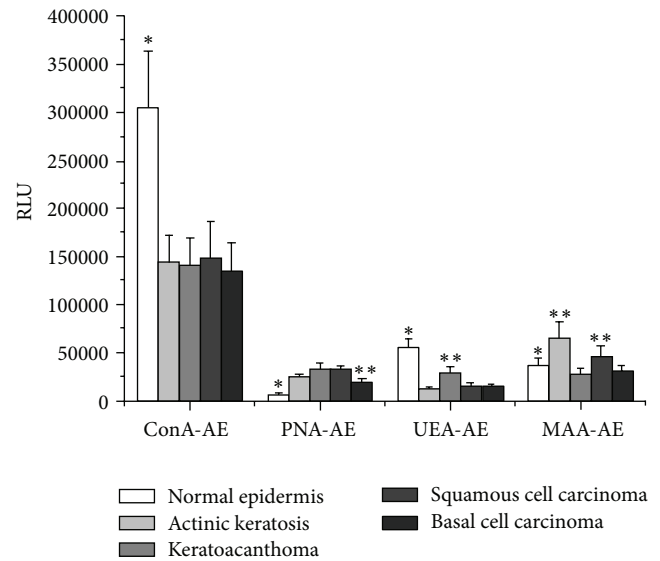 400000
350000
300000
250000
200000
150000
100000
50000
0
RLU
*
*
**
*
**
*
**
**
ConA-AE PNA-AE UEA-AE MAA-AE
Normal epidermis
Actinic keratosis
Keratoacanthoma
Squamous cell carcinoma
Basal cell carcinoma